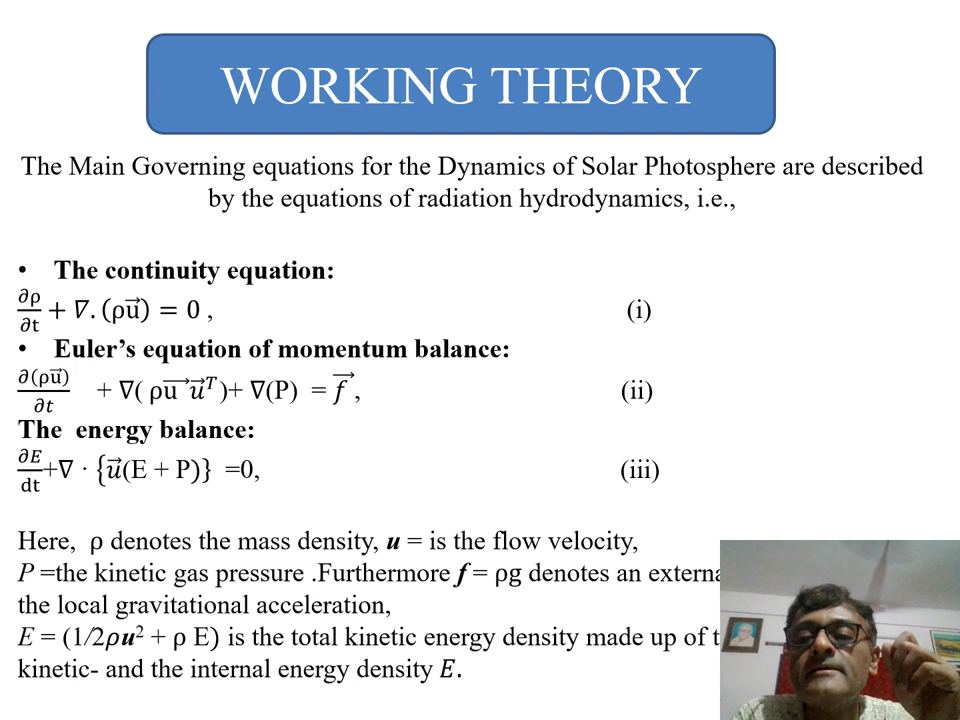 WORKING THEORY
The Main Governing equations for the Dynamics of Solar Photosphere are described
by the equations of radiation hydrodynamics, i.e.,
• The continuity equation:
∂ρ/∂t + ∇. (ρu⃗) = 0 , (i)
• Euler’s equation of momentum balance:
∂(ρu⃗)/∂t + ∇( ρu⃗ u⃗ᵀ )+ ∇(P) = f⃗ , (ii)
The energy balance:
∂E/dt +∇ · {u⃗(E + P)} =0, (iii)
Here, ρ denotes the mass density, u = is the flow velocity,
P =the kinetic gas pressure .Furthermore f = ρg denotes an
the local gravitational acceleration,
E = (1/2ρu² + ρ E) is the total kinetic energy density made up of
kinetic- and the internal energy density E.